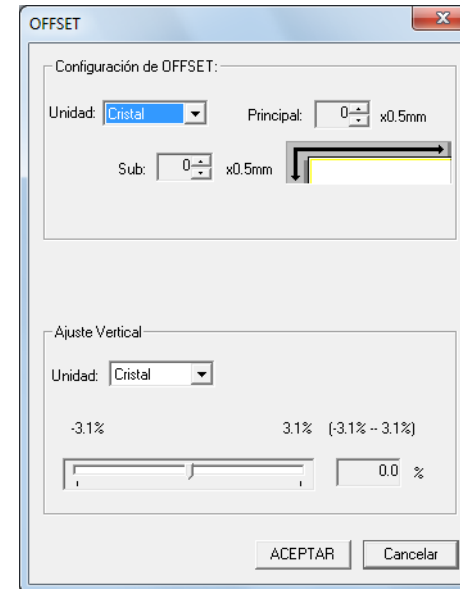 OFFSET
Configuración de OFFSET:
Unidad: Cristal Principal: 0 x0.5mm
Sub: 0 x0.5mm
Ajuste Vertical
Unidad: Cristal
-3.1% 3.1% (-3.1% -- 3.1%)
0.0 %
ACEPTAR Cancelar